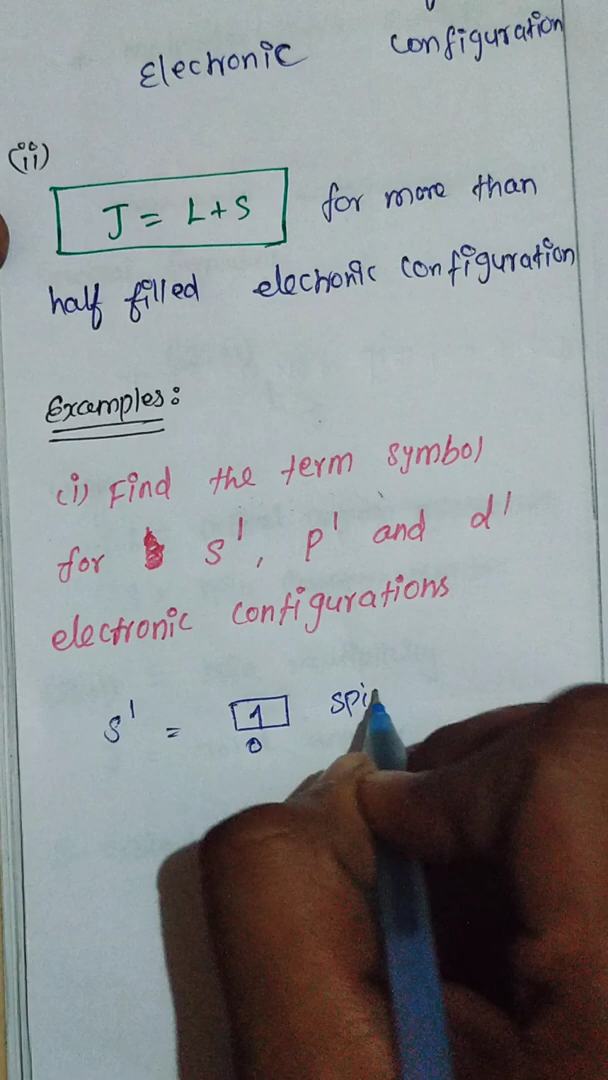 Electronic configuration
(ii)
J = L+S for more than
half filled electronic configuration
Examples:
(i) Find the term symbol
for s¹, p¹ and d¹
electronic configurations
s¹ = 1 spi
0